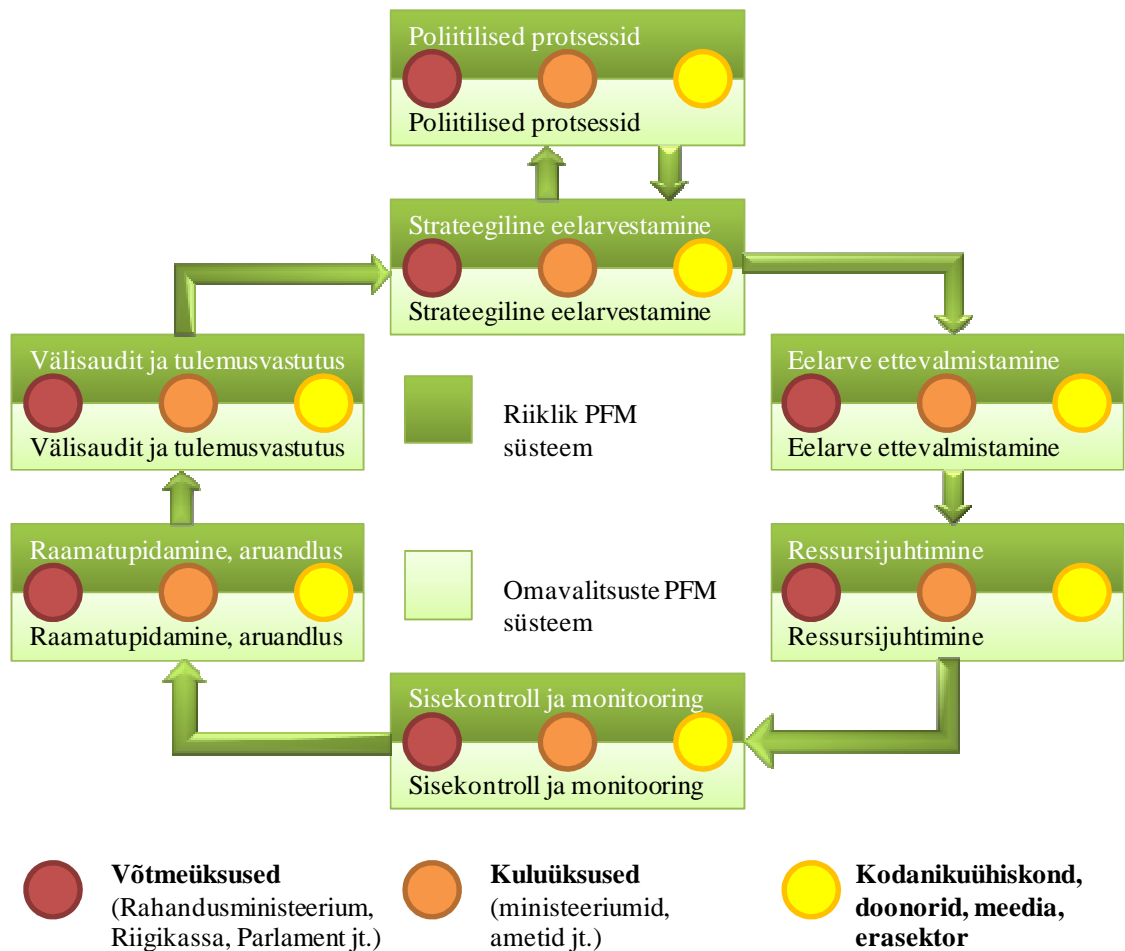 Poliitilised protsessid
Poliitilised protsessid
Strateegiline eelarvestamine
Strateegiline eelarvestamine
Välisaudit ja tulemusvastutus
Välisaudit ja tulemusvastutus
Eelarve ettevalmistamine
Eelarve ettevalmistamine
Riiklik PFM
süsteem
Raamatupidamine, aruandlus
Raamatupidamine, aruandlus
Ressursijuhtimine
Ressursijuhtimine
Omavalitsuste PFM
süsteem
Sisekontroll ja monitooring
Sisekontroll ja monitooring
Võtmeüksused
(Rahandusministeerium,
Riigikassa, Parlament jt.)
Kuluüksused
(ministeeriumid,
ametid jt.)
Kodanikuühiskond,
doonorid, meedia,
erasektor